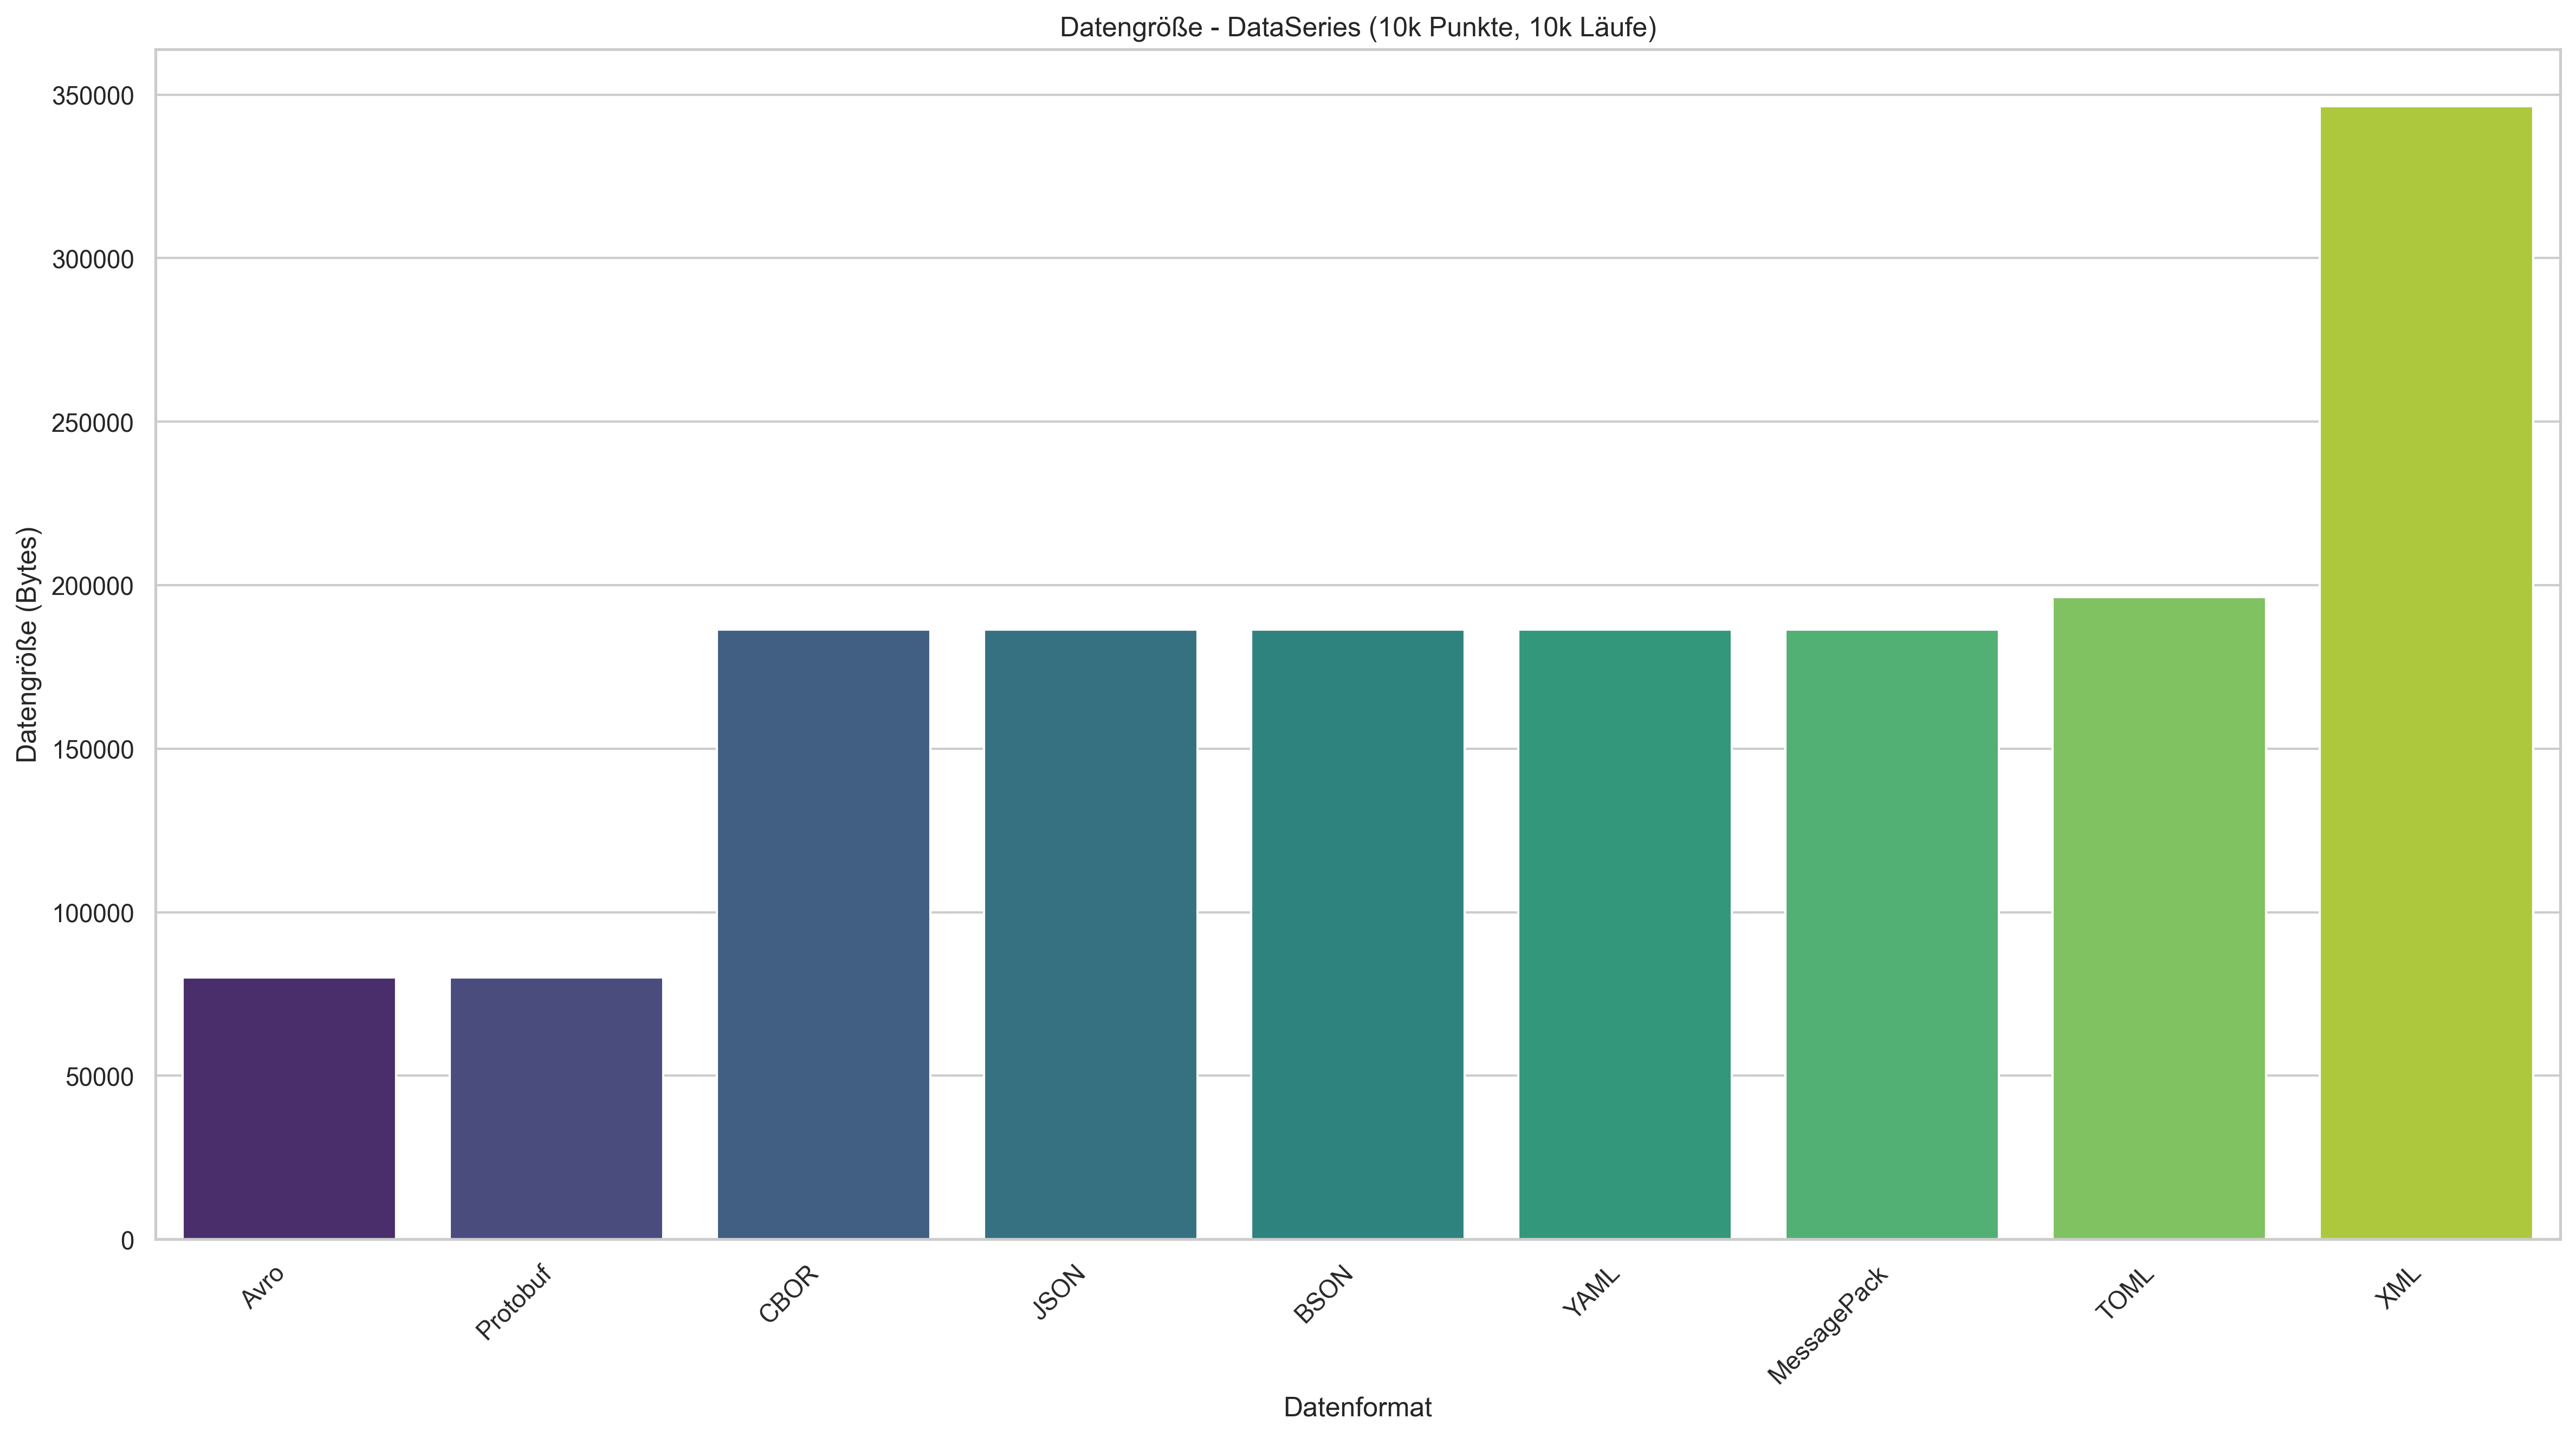 Datengröße - DataSeries (10k Punkte, 10k Läufe)
Datengröße (Bytes)
350000
300000
250000
200000
150000
100000
50000
0
Avro
Protobuf
CBOR
JSON
BSON
YAML
MessagePack
TOML
XML
Datenformat